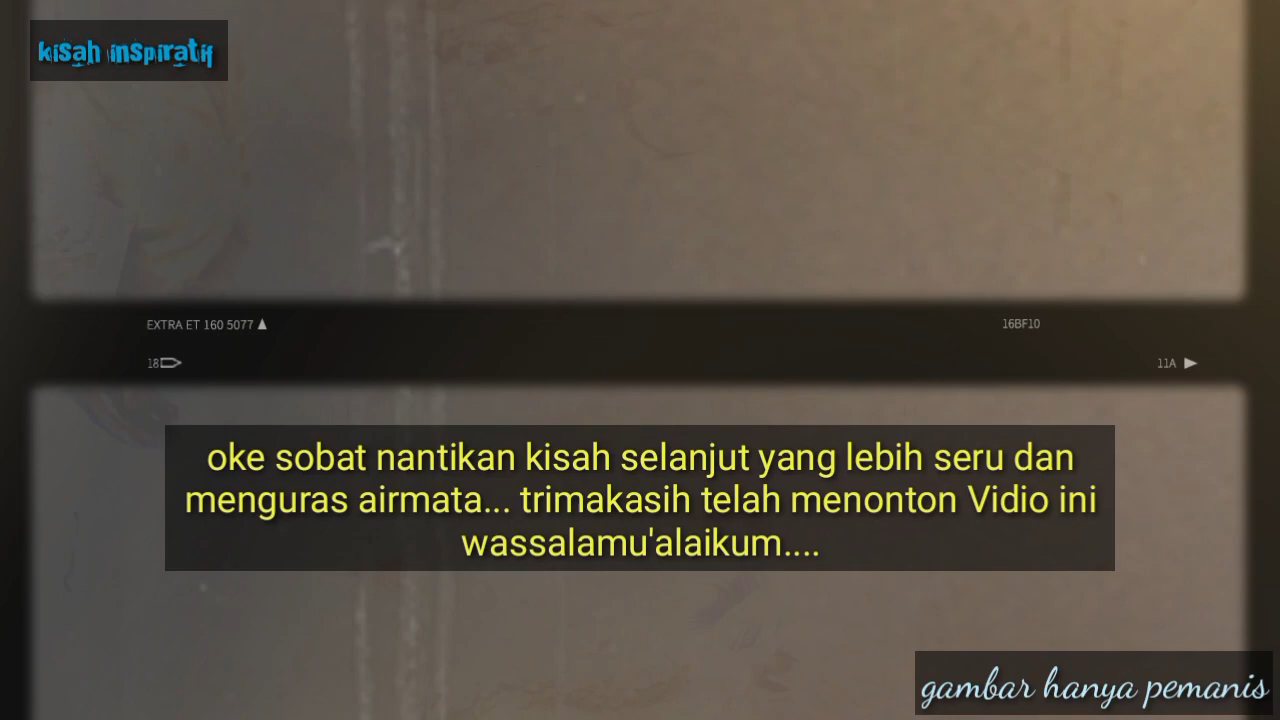 kisah inspiratif
EXTRA ET 160 5077
16BF10
18
11A
oke sobat nantikan kisah selanjut yang lebih seru dan
menguras airmata... trimakasih telah menonton Vidio ini
wassalamu'alaikum....
gambar hanya pemanis